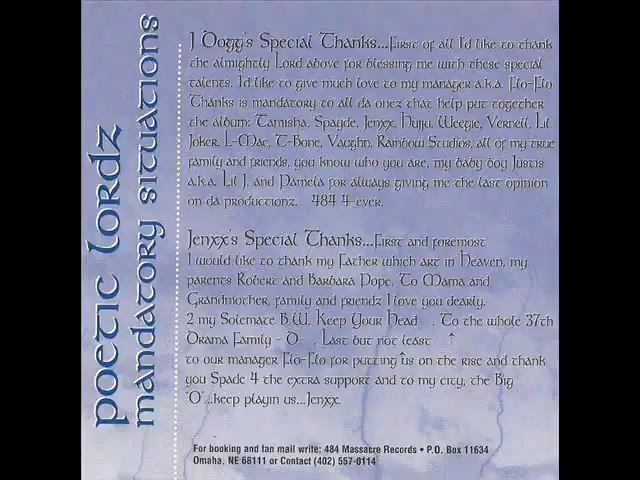 poetic lordz
mandatory situations
J Dogg's Special Thanks...First of all I'd like to thank
the almightly Lord above for blessing me with these special
talents. I'd like to give much love to my manager a.k.a. Flo-Flo
Thanks is mandatory to all da onez that help put together
the album: Tamisha, Spayde, Jenxx, Hujju, Weegie, Vernell, Lil
Joker, L-Mac, T-Bone, Vaughn, Rainbow Studios, all of my true
family and friends, you know who you are, my baby boy Justis
a.k.a. Lil J. and Pamela for always giving me the last opinion
on da productionz. 484 4-ever.
Jenxx's Special Thanks...First and foremost
I would like to thank my Father which art in Heaven, my
parents Robert and Barbara Pope. To Mama and
Grandmother, family and friendz I love you dearly.
2 my Solemate B.W. Keep Your Head . To the whole 37th
Drama Family - O- . Last but not least ↑
to our manager Flo-Flo for putting us on the rise and thank
you Spade 4 the extra support and to my city, the Big
"O"...keep playin us...Jenxx.
For booking and fan mail write: 484 Massacre Records • P.O. Box 11634
Omaha, NE 68111 or Contact (402) 557-0114